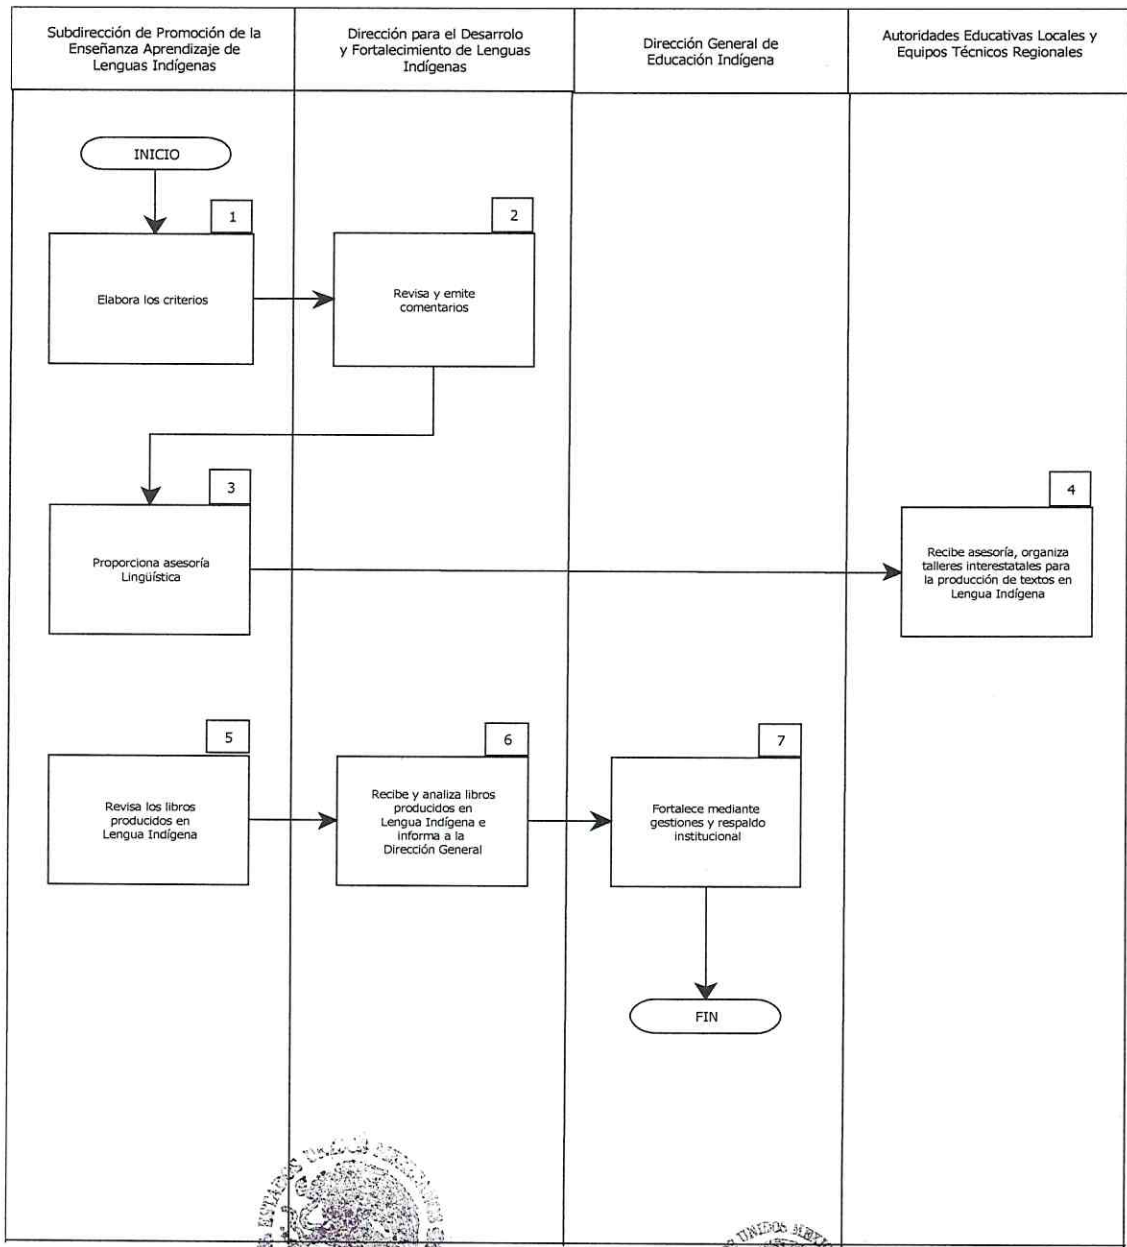 Subdirección de Promoción de la
Enseñanza Aprendizaje de
Lenguas Indígenas
Dirección para el Desarrolo
y Fortalecimiento de Lenguas
Indígenas
Dirección General de
Educación Indígena
Autoridades Educativas Locales y
Equipos Técnicos Regionales
INICIO
1
Elabora los criterios
2
Revisa y emite
comentarios
3
Proporciona asesoría
Lingüística
4
Recibe asesoría, organiza
talleres interestatales para
la producción de textos en
Lengua Indígena
5
Revisa los libros
producidos en
Lengua Indígena
6
Recibe y analiza libros
producidos en
Lengua Indígena e
informa a la
Dirección General
7
Fortalece mediante
gestiones y respaldo
institucional
FIN
ESTADOS UNIDOS
UNIDOS